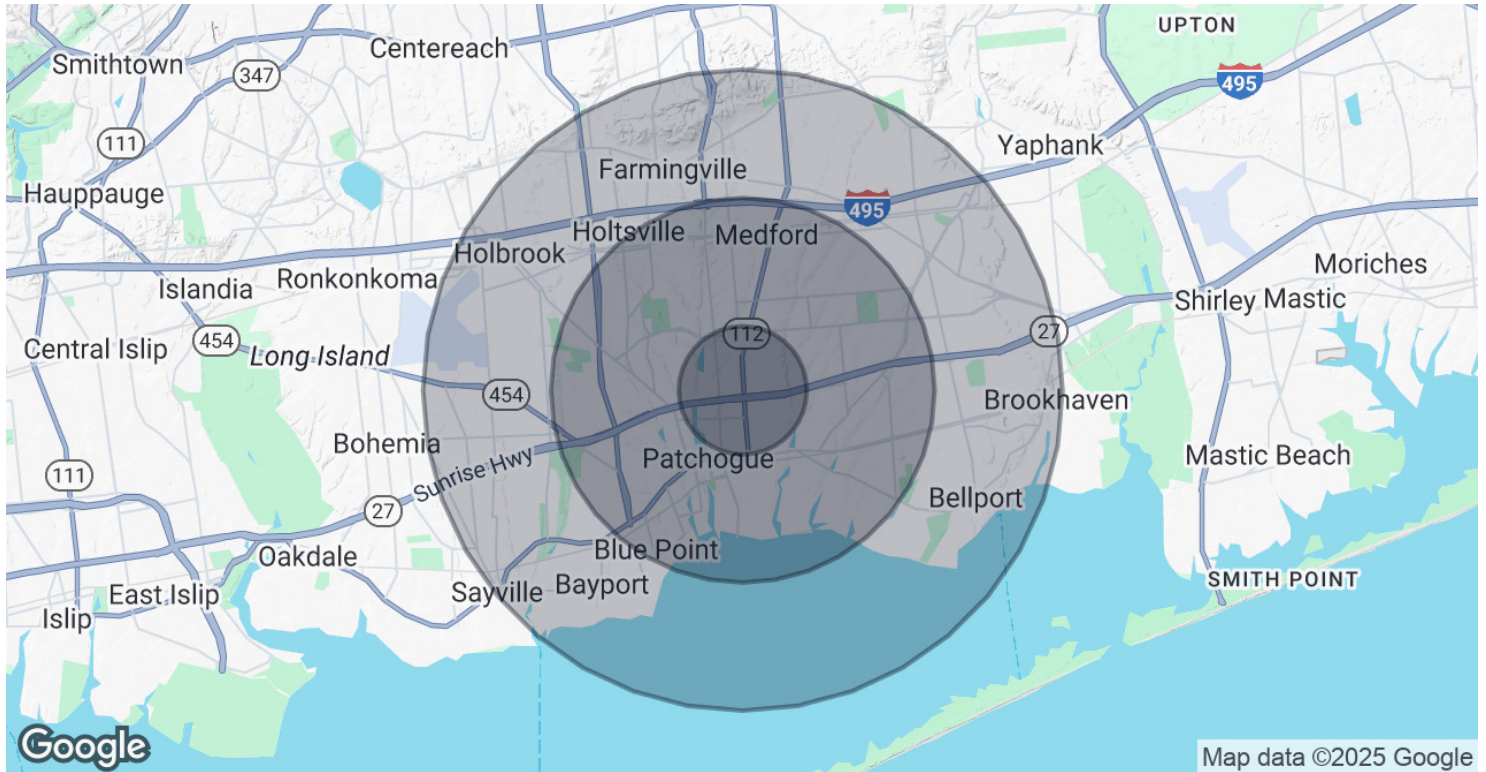 UPTON
Centereach
Smithtown
347
495
111
Yaphank
Farmingville
Hauppauge
495
Holtsville
Medford
Holbrook
Moriches
Ronkonkoma
Islandia
Shirley
Mastic
112
27
454
Central Islip
Long Island
454
Brookhaven
Bohemia
Patchogue
Mastic Beach
Sunrise Hwy
111
Bellport
27
Blue Point
Oakdale
Bayport
SMITH POINT
Sayville
East Islip
Islip
Google
Map data ©2025 Google